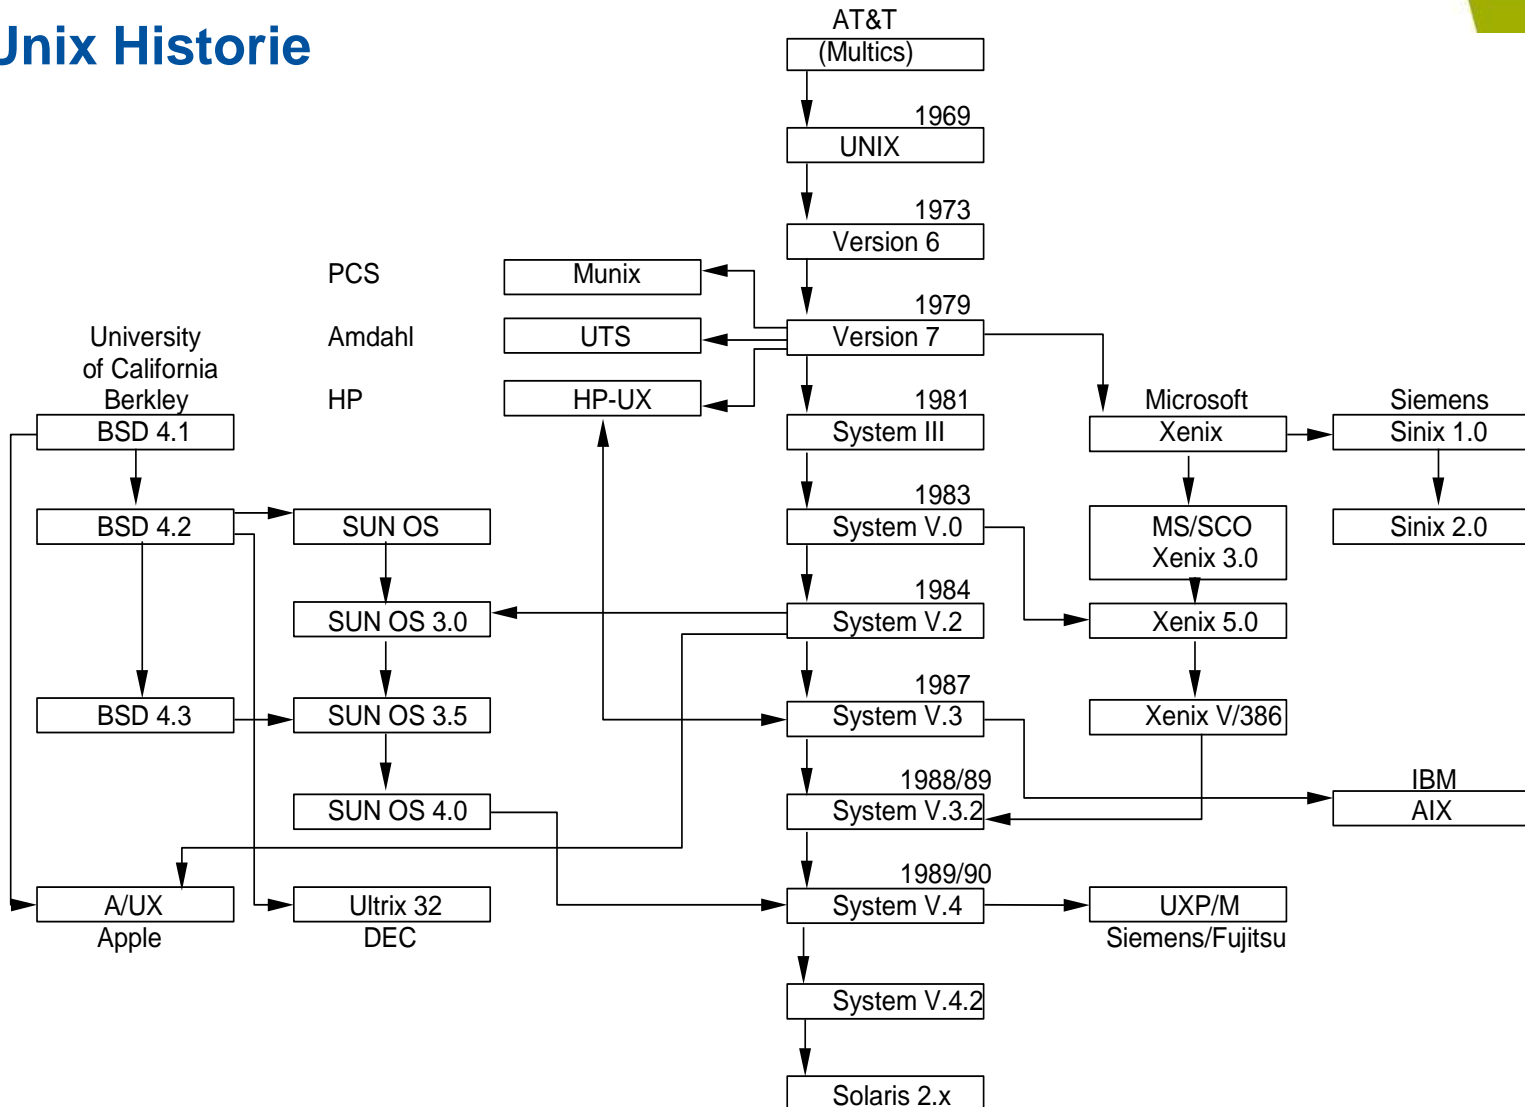 Unix Historie
AT&T
(Multics)
1969
UNIX
1973
Version 6
PCS
Munix
1979
University
of California
Berkley
Amdahl
UTS
Version 7
HP
HP-UX
1981
Microsoft
Siemens
BSD 4.1
System III
Xenix
Sinix 1.0
1983
BSD 4.2
SUN OS
System V.0
MS/SCO
Xenix 3.0
Sinix 2.0
1984
SUN OS 3.0
System V.2
Xenix 5.0
1987
BSD 4.3
SUN OS 3.5
System V.3
Xenix V/386
1988/89
IBM
SUN OS 4.0
System V.3.2
AIX
1989/90
A/UX
Ultrix 32
System V.4
UXP/M
Apple
DEC
Siemens/Fujitsu
System V.4.2
Solaris 2.x